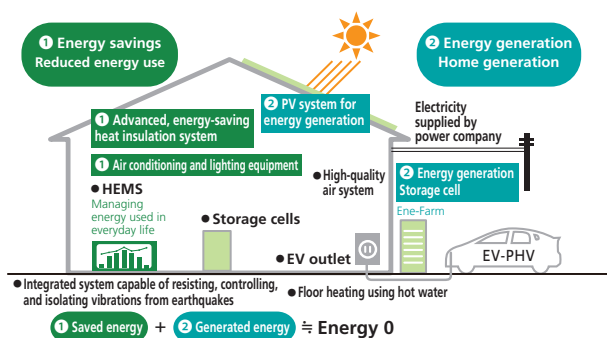 ❶ Energy savings
Reduced energy use
❷ Energy generation
Home generation
❶ Advanced, energy-saving
heat insulation system
❷ PV system for
energy generation
Electricity
supplied by
power company
❶ Air conditioning and lighting equipment
●HEMS
Managing
energy used in
everyday life
●High-quality
air system
❷ Energy generation
Storage cell
Ene-Farm
●Storage cells
●EV outlet
EV-PHV
●Integrated system capable of resisting, controlling,
and isolating vibrations from earthquakes
●Floor heating using hot water
❶ Saved energy + ❷ Generated energy ≒ Energy 0